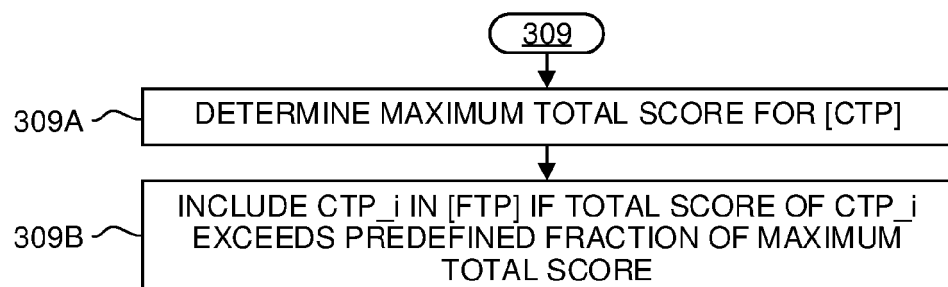 309
309A
DETERMINE MAXIMUM TOTAL SCORE FOR [CTP]
309B
INCLUDE CTP_i IN [FTP] IF TOTAL SCORE OF CTP_i
EXCEEDS PREDEFINED FRACTION OF MAXIMUM
TOTAL SCORE